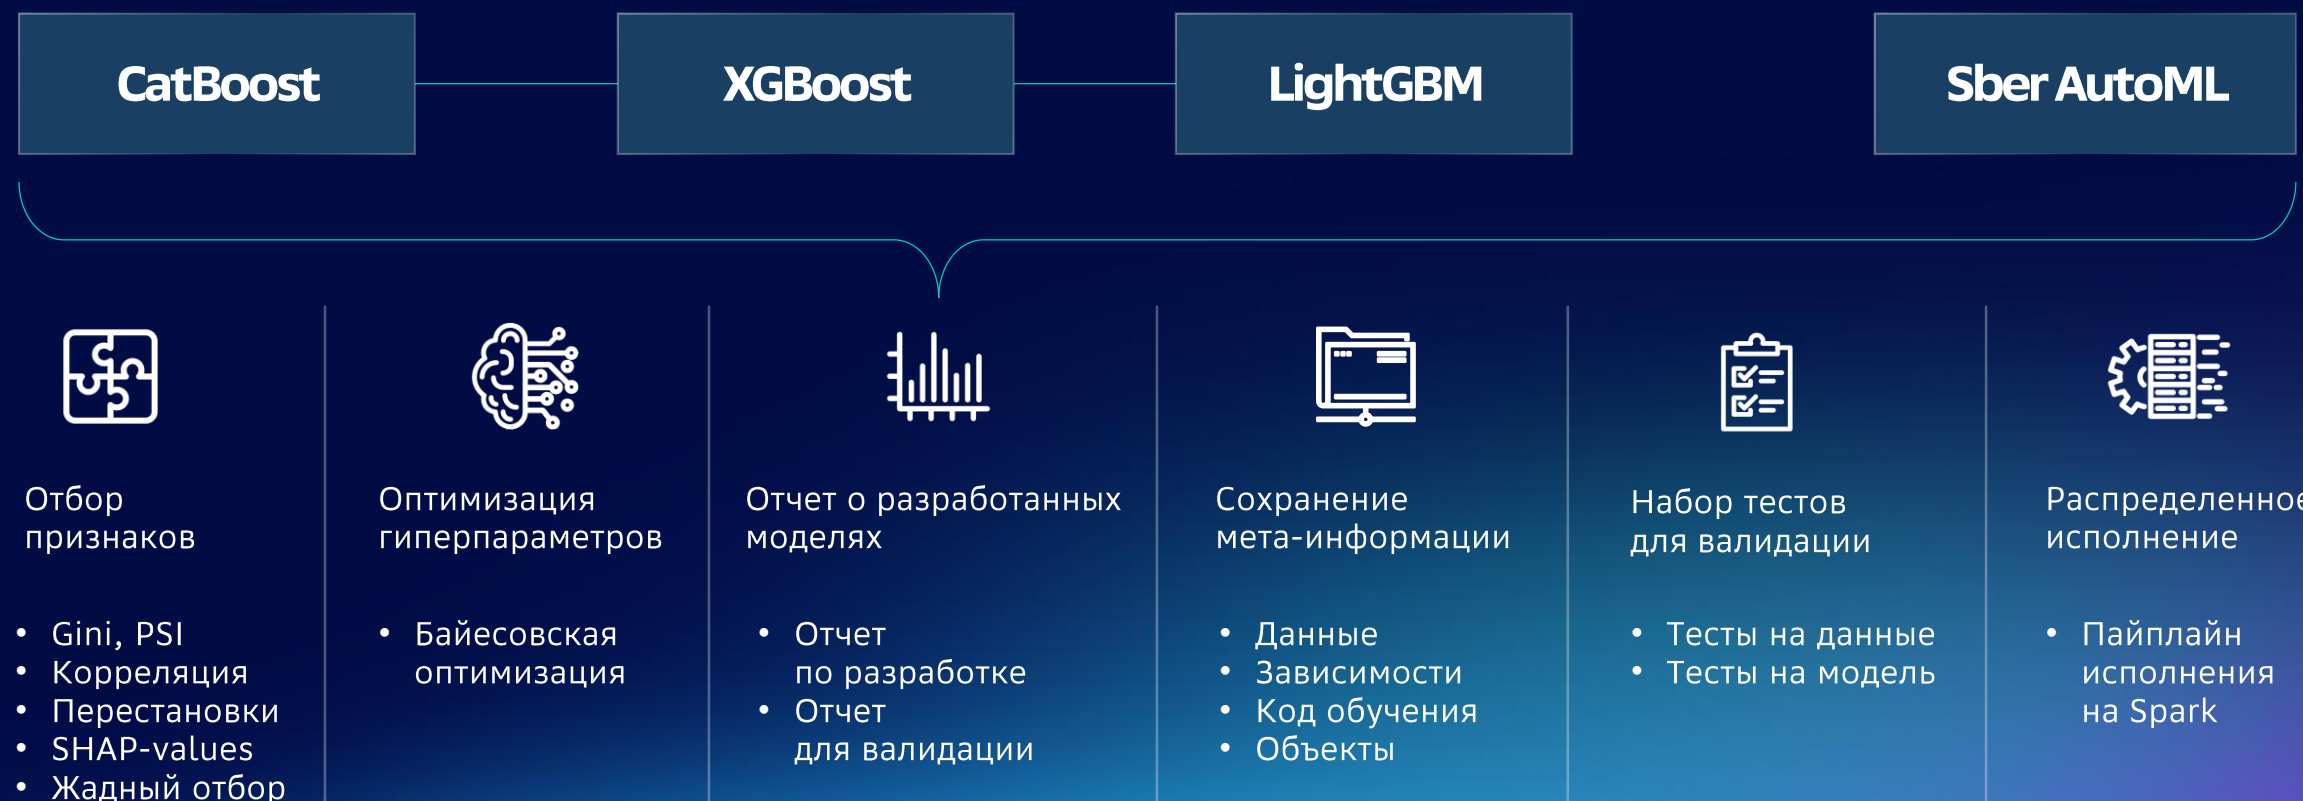 CatBoost
XGBoost
LightGBM
Sber AutoML
Отбор
признаков
• Gini, PSI
• Корреляция
• Перестановки
• SHAP-values
• Жадный отбор
Оптимизация
гиперпараметров
• Байесовская
оптимизация
Отчет о разработанных
моделях
• Отчет
по разработке
• Отчет
для валидации
Сохранение
мета-информации
• Данные
• Зависимости
• Код обучения
• Объекты
Набор тестов
для валидации
• Тесты на данные
• Тесты на модель
Распределенное
исполнение
• Пайплайн
исполнения
на Spark